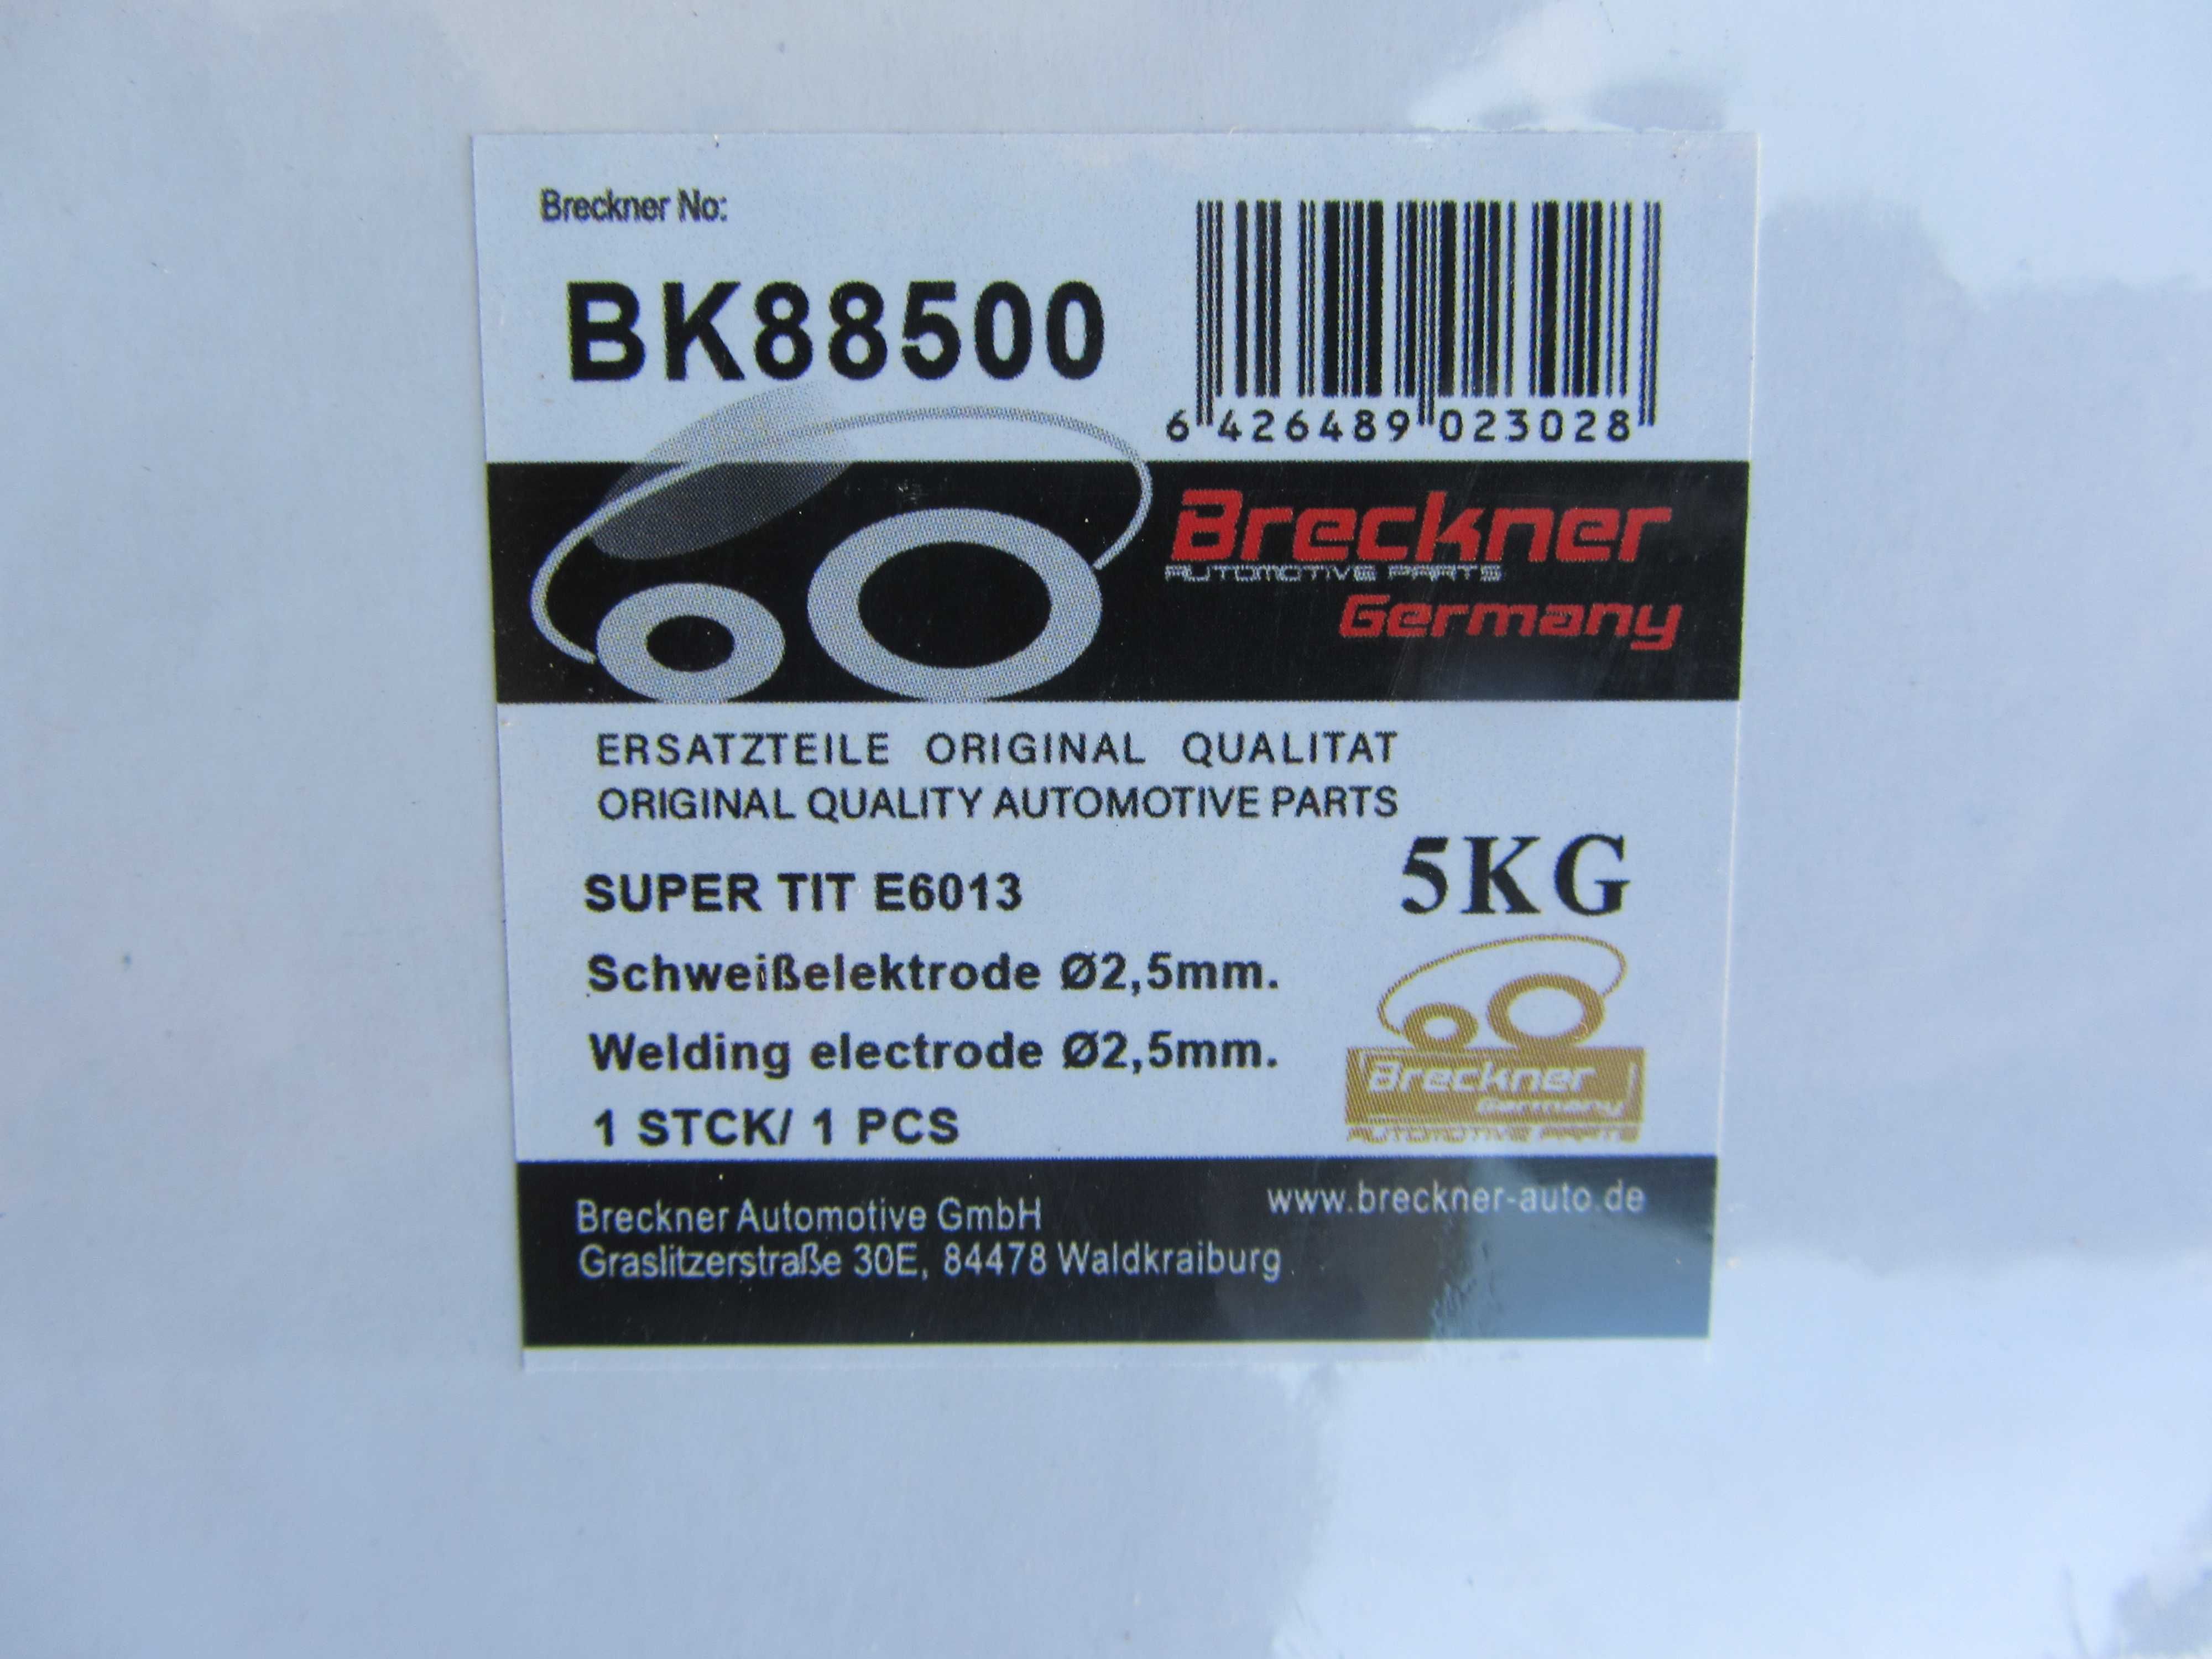 Breckner No:
BK88500
6 426489 023028
Breckner
AUTOMOTIVE PARTS
Germany
ERSATZTEILE ORIGINAL QUALITAT
ORIGINAL QUALITY AUTOMOTIVE PARTS
5KG
SUPER TIT E6013
Schweißelektrode Ø2,5mm.
Welding electrode Ø2,5mm.
1 STCK/ 1 PCS
Breckner
Germany
AUTOMOTIVE PARTS
Breckner Automotive GmbH
www.breckner-auto.de
Graslitzerstraße 30E, 84478 Waldkraiburg